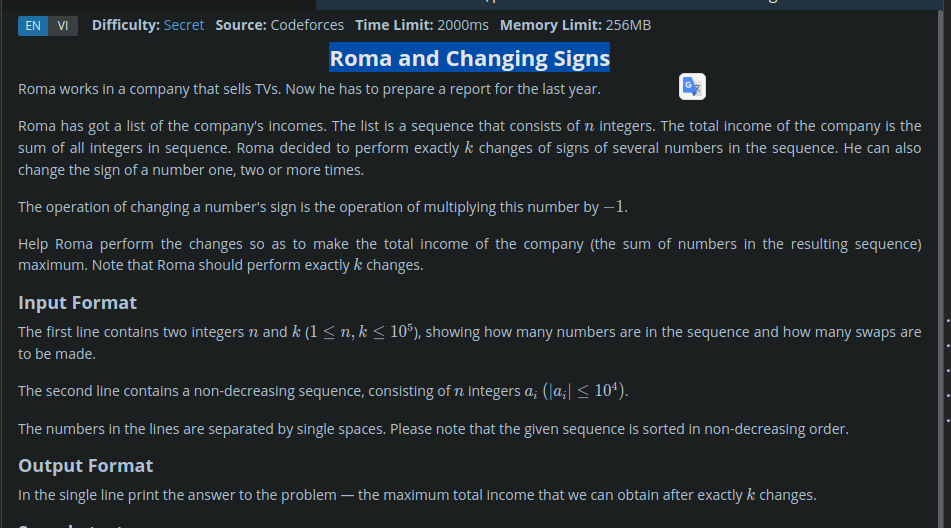 EN VI Difficulty: Secret Source: Codeforces Time Limit: 2000ms Memory Limit: 256MB
Roma and Changing Signs
Roma works in a company that sells TVs. Now he has to prepare a report for the last year.
Roma has got a list of the company's incomes. The list is a sequence that consists of n integers. The total income of the company is the
sum of all integers in sequence. Roma decided to perform exactly k changes of signs of several numbers in the sequence. He can also
change the sign of a number one, two or more times.
The operation of changing a number's sign is the operation of multiplying this number by −1.
Help Roma perform the changes so as to make the total income of the company (the sum of numbers in the resulting sequence)
maximum. Note that Roma should perform exactly k changes.
Input Format
The first line contains two integers n and k (1 ≤ n, k ≤ 10⁵), showing how many numbers are in the sequence and how many swaps are
to be made.
The second line contains a non-decreasing sequence, consisting of n integers aᵢ (|aᵢ| ≤ 10⁴).
The numbers in the lines are separated by single spaces. Please note that the given sequence is sorted in non-decreasing order.
Output Format
In the single line print the answer to the problem — the maximum total income that we can obtain after exactly k changes.